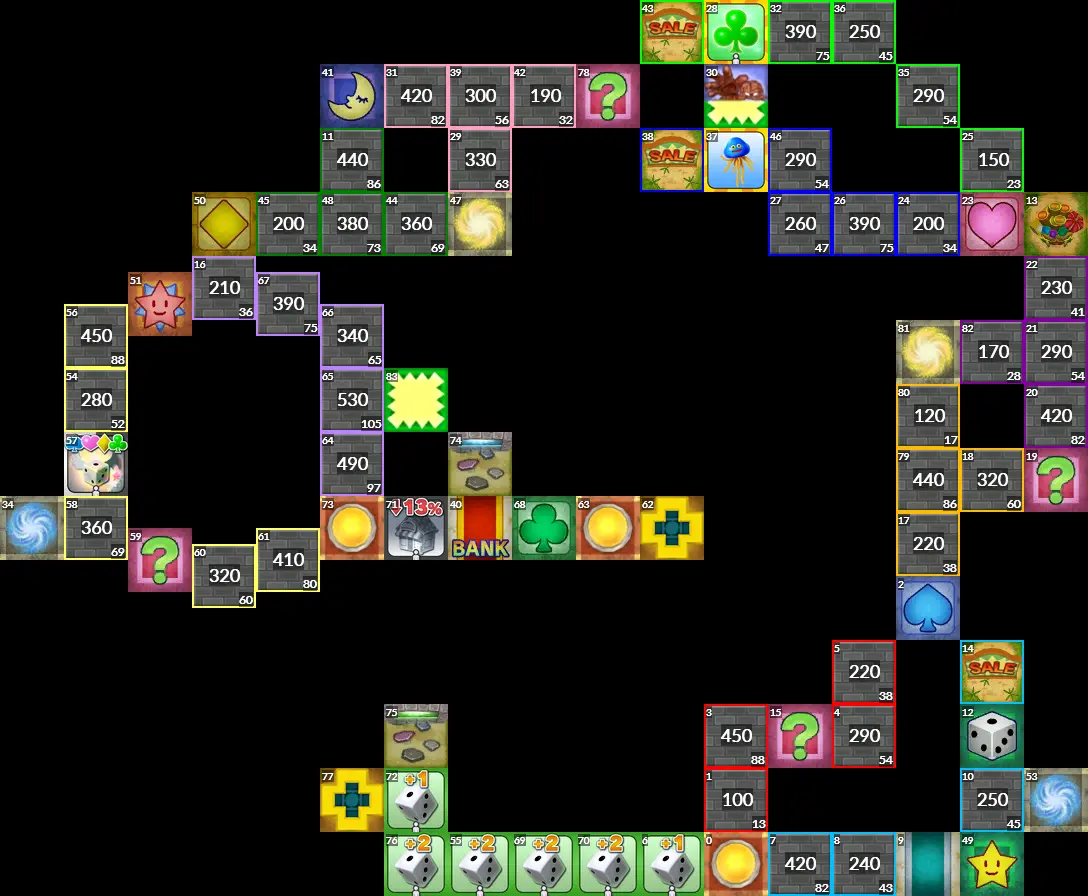 43 SALE 28 32 390 75 36 250 45
41 31 420 82 39 300 56 42 190 32 78 ? 30 35 290 54
11 440 86 29 330 63 38 SALE 37 46 290 54 25 150 23
50 45 200 34 48 380 73 44 360 69 47 27 260 47 26 390 75 24 200 34 23 13
51 16 210 36 67 390 75 22 230 41
56 450 88 66 340 65 81 82 170 28 21 290 54
54 280 52 65 530 105 83 80 120 17 20 420 82
57 64 490 97 74 79 440 86 18 320 60 19 ?
34 58 360 69 73 71 ↓13% 40 BANK 68 63 62 17 220 38
59 ? 60 320 60 61 410 80 2
5 220 38 14 SALE
75 3 450 88 15 ? 4 290 54 12
77 72 +1 1 100 13 10 250 45 53
76 +2 55 +2 69 +2 70 +2 6 +1 0 7 420 82 8 240 43 9 49